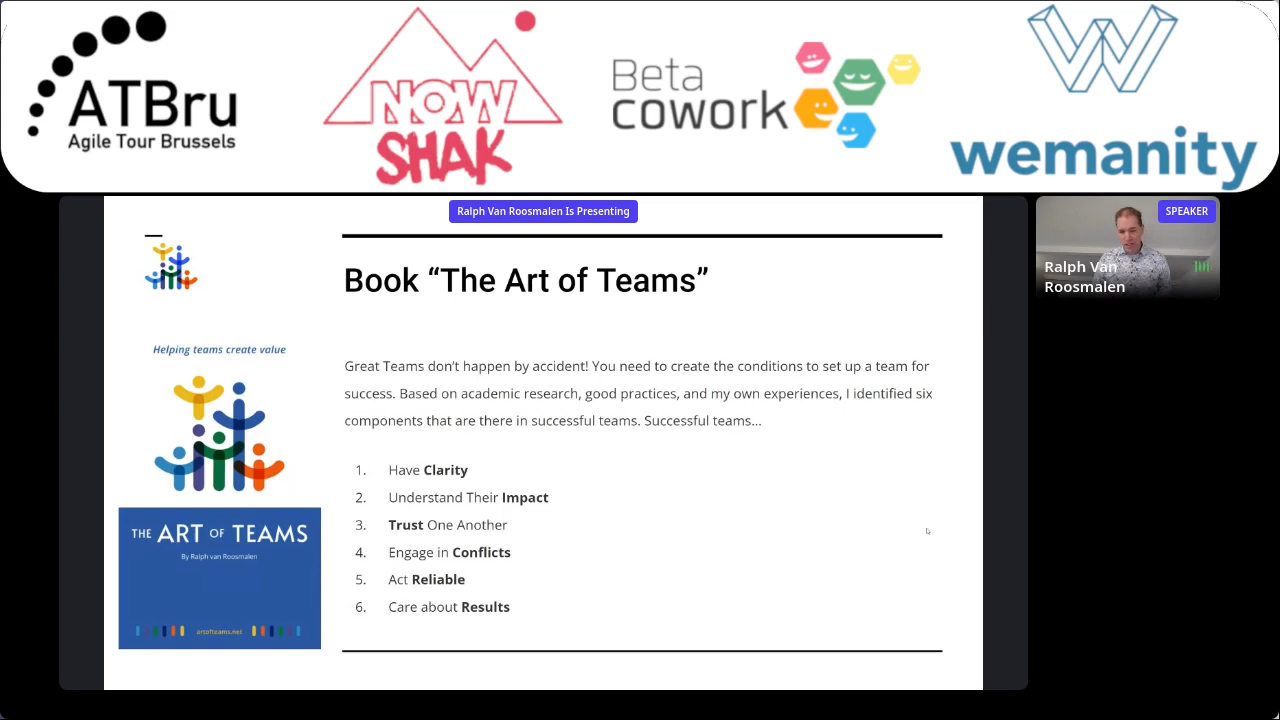 ATBru
Agile Tour Brussels
NOW
SHAK
Beta
cowork
wemanity
Ralph Van Roosmalen Is Presenting
SPEAKER
Ralph Van
Roosmalen
Book “The Art of Teams”
Helping teams create value
Great Teams don’t happen by accident! You need to create the conditions to set up a team for
success. Based on academic research, good practices, and my own experiences, I identified six
components that are there in successful teams. Successful teams...
1. Have Clarity
2. Understand Their Impact
3. Trust One Another
4. Engage in Conflicts
5. Act Reliable
6. Care about Results
THE ART OF TEAMS
By Ralph van Roosmalen
artofteams.net